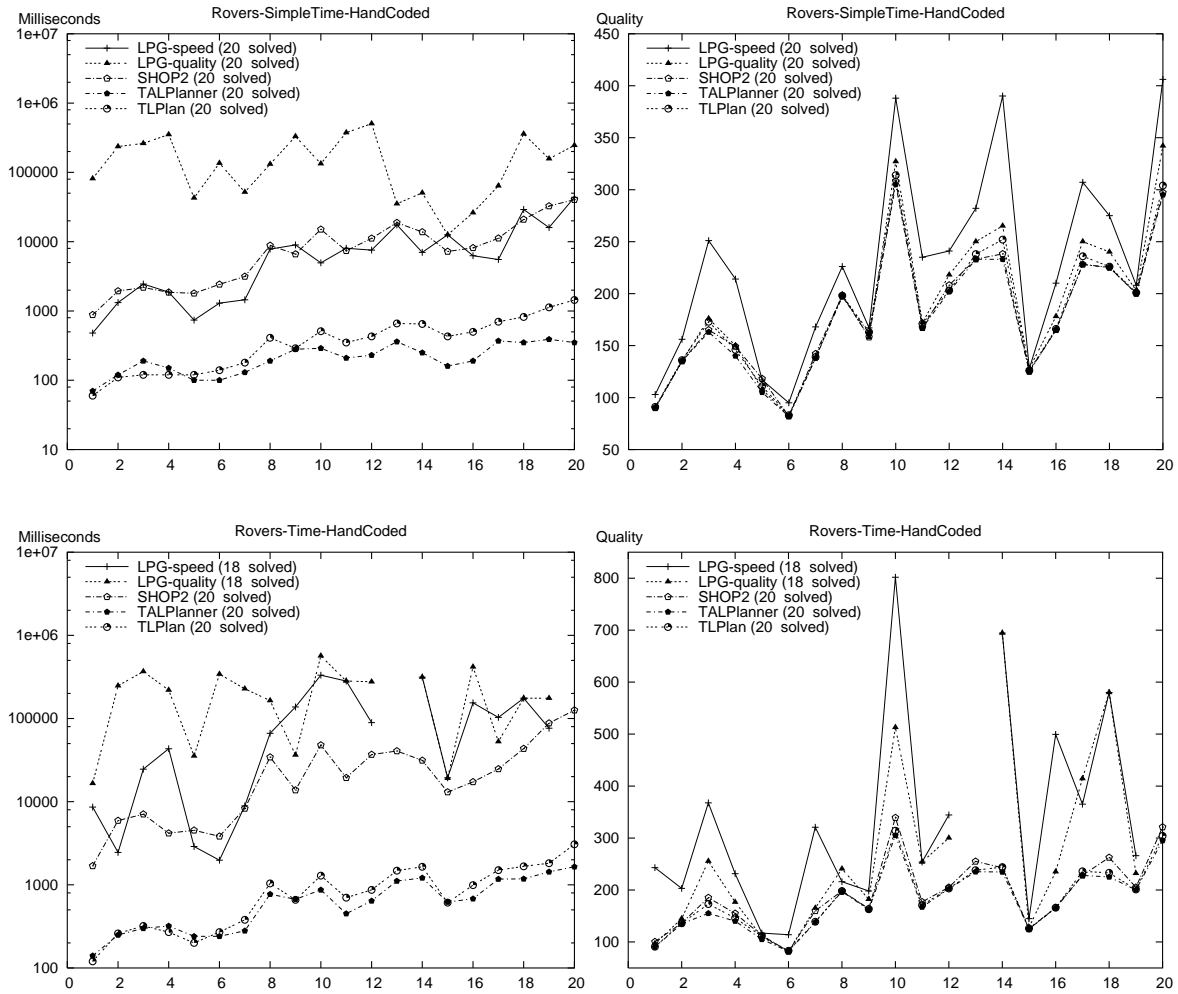 Rovers-SimpleTime-HandCoded
Milliseconds
1e+07
1e+06
100000
10000
1000
100
10
LPG-speed (20 solved)
LPG-quality (20 solved)
SHOP2 (20 solved)
TALPlanner (20 solved)
TLPlan (20 solved)
0 2 4 6 8 10 12 14 16 18 20
Rovers-SimpleTime-HandCoded
Quality
450
400
350
300
250
200
150
100
50
LPG-speed (20 solved)
LPG-quality (20 solved)
SHOP2 (20 solved)
TALPlanner (20 solved)
TLPlan (20 solved)
0 2 4 6 8 10 12 14 16 18 20
Rovers-Time-HandCoded
Milliseconds
1e+07
1e+06
100000
10000
1000
100
LPG-speed (18 solved)
LPG-quality (18 solved)
SHOP2 (20 solved)
TALPlanner (20 solved)
TLPlan (20 solved)
0 2 4 6 8 10 12 14 16 18 20
Rovers-Time-HandCoded
Quality
800
700
600
500
400
300
200
100
LPG-speed (18 solved)
LPG-quality (18 solved)
SHOP2 (20 solved)
TALPlanner (20 solved)
TLPlan (20 solved)
0 2 4 6 8 10 12 14 16 18 20